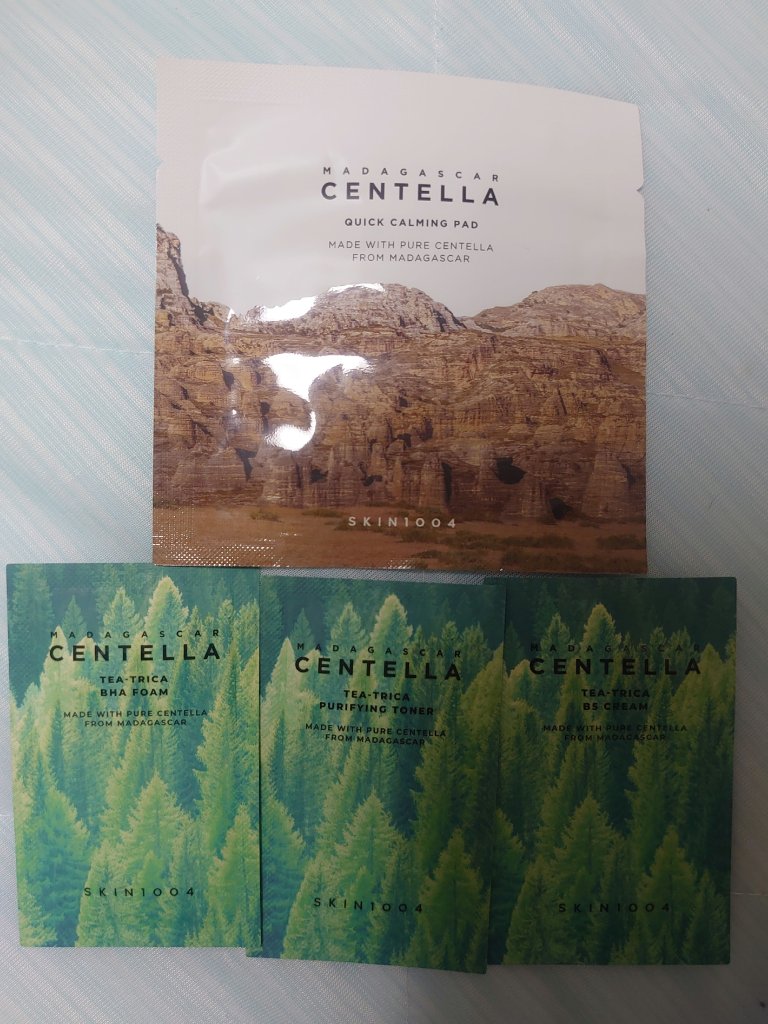 MADAGASCAR
CENTELLA
QUICK CALMING PAD
MADE WITH PURE CENTELLA
FROM MADAGASCAR
SKIN1004
MADAGASCAR
CENTELLA
TEA-TRICA
BHA FOAM
MADE WITH PURE CENTELLA
FROM MADAGASCAR
SKIN1004
MADAGASCAR
CENTELLA
TEA-TRICA
PURIFYING TONER
MADE WITH PURE CENTELLA
FROM MADAGASCAR
SKIN1004
MADAGASCAR
CENTELLA
TEA-TRICA
B5 CREAM
MADE WITH PURE CENTELLA
FROM MADAGASCAR
SKIN1004